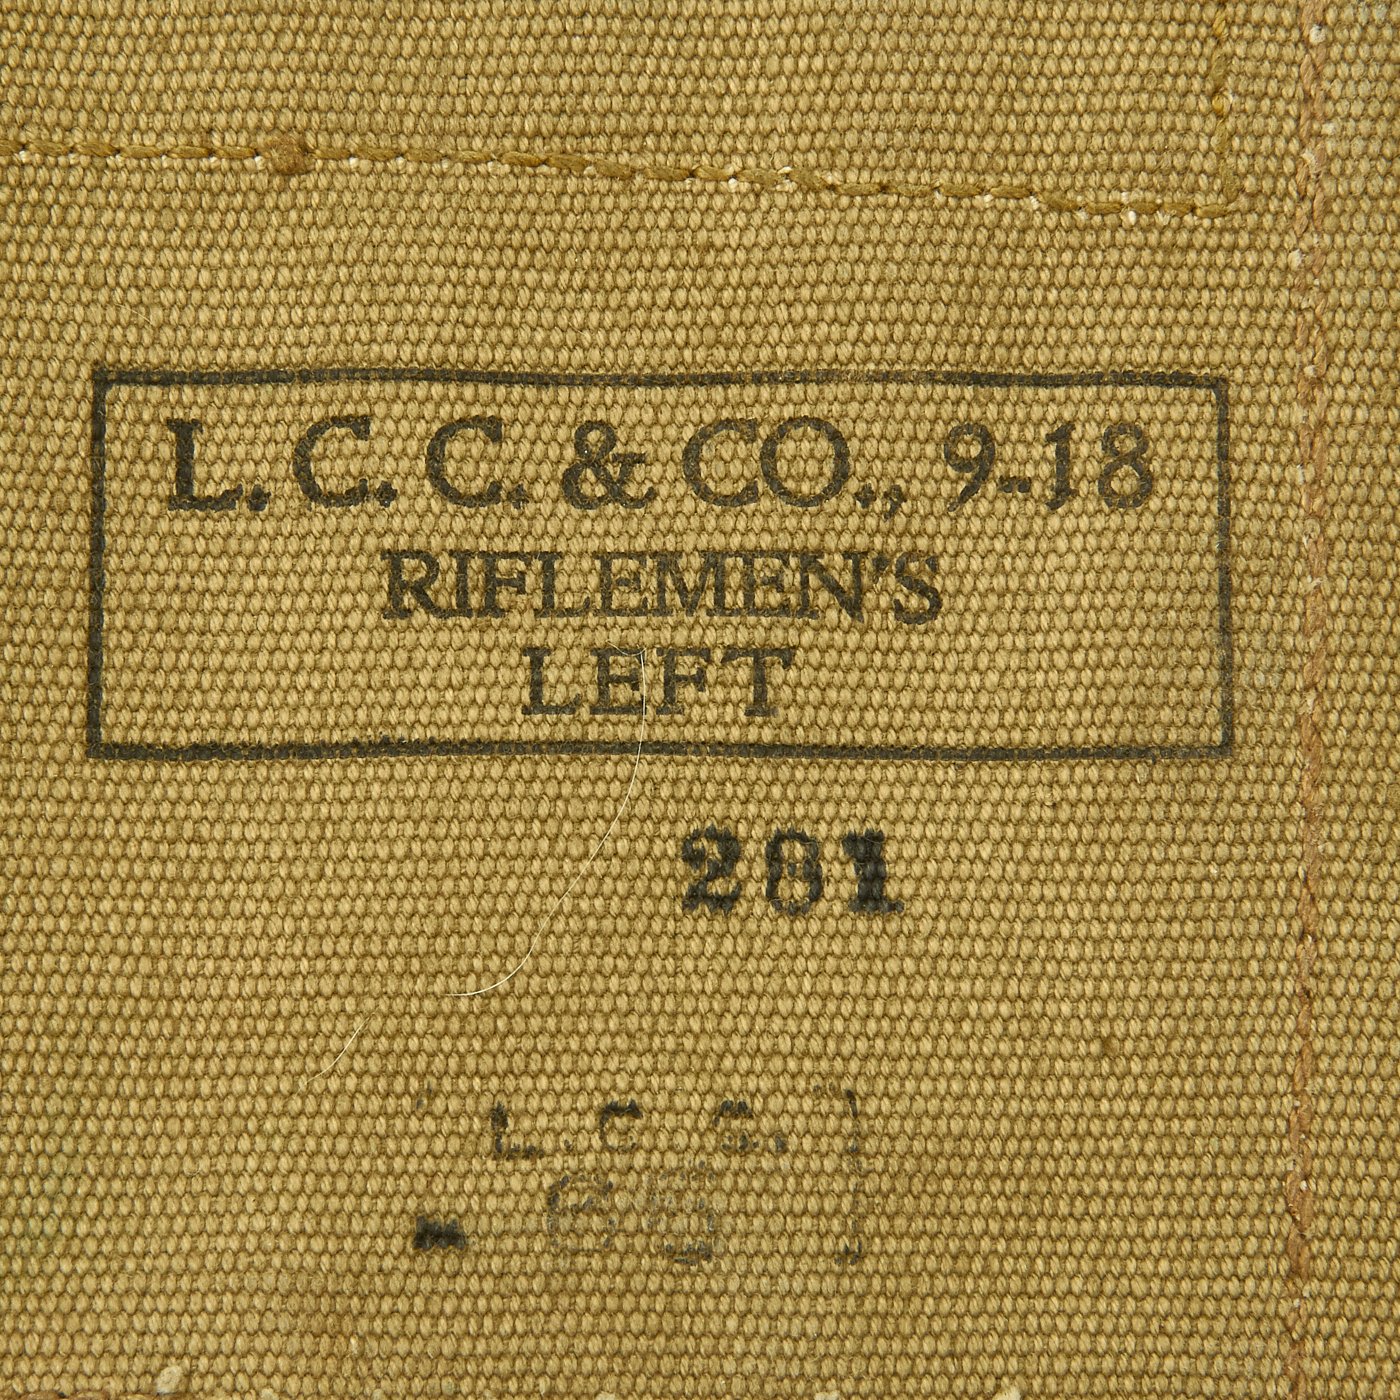 L. C. C. & CO., 9-18
RIFLEMEN'S
LEFT
281
L. C. C.